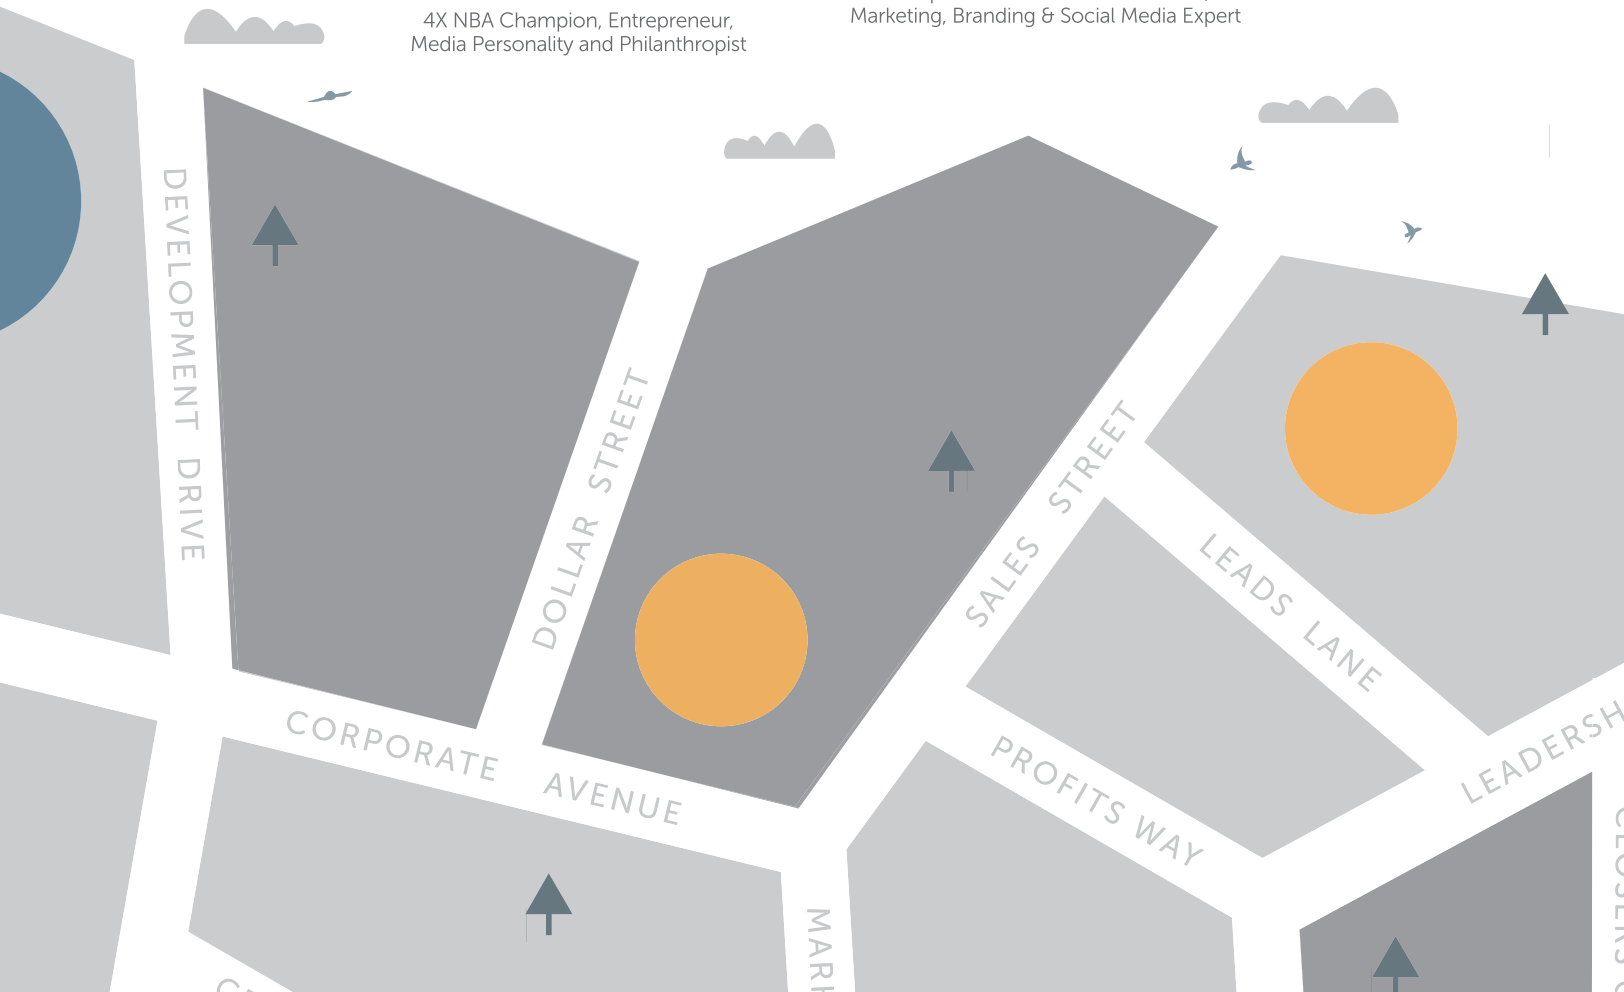 4X NBA Champion, Entrepreneur,
Media Personality and Philanthropist
Marketing, Branding & Social Media Expert
DEVELOPMENT DRIVE
DOLLAR STREET
SALES STREET
LEADS LANE
CORPORATE AVENUE
PROFITS WAY